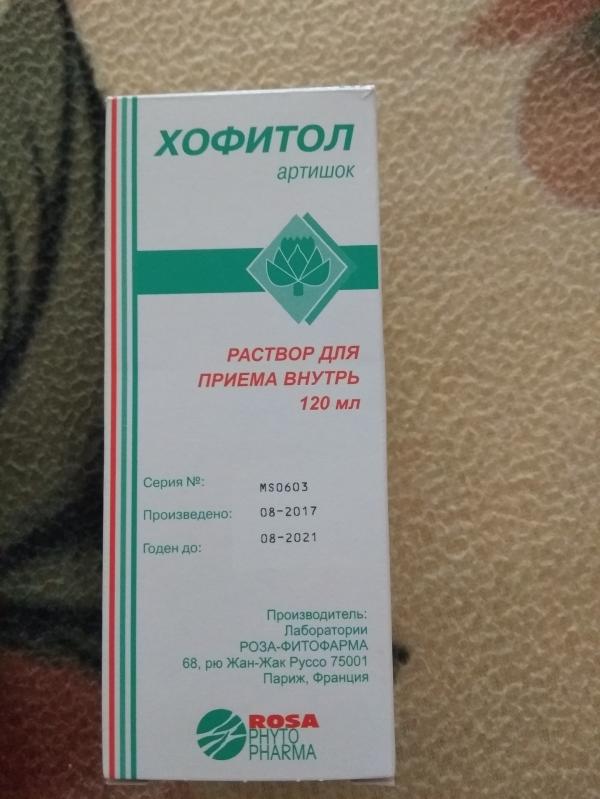 ХОФИТОЛ
артишок
РАСТВОР ДЛЯ
ПРИЕМА ВНУТРЬ
120 мл
Серия №: MS0603
Произведено: 08-2017
Годен до: 08-2021
Производитель:
Лаборатории
РОЗА-ФИТОФАРМА
68, рю Жан-Жак Руссо 75001
Париж, Франция
ROSA
PHYTO
PHARMA